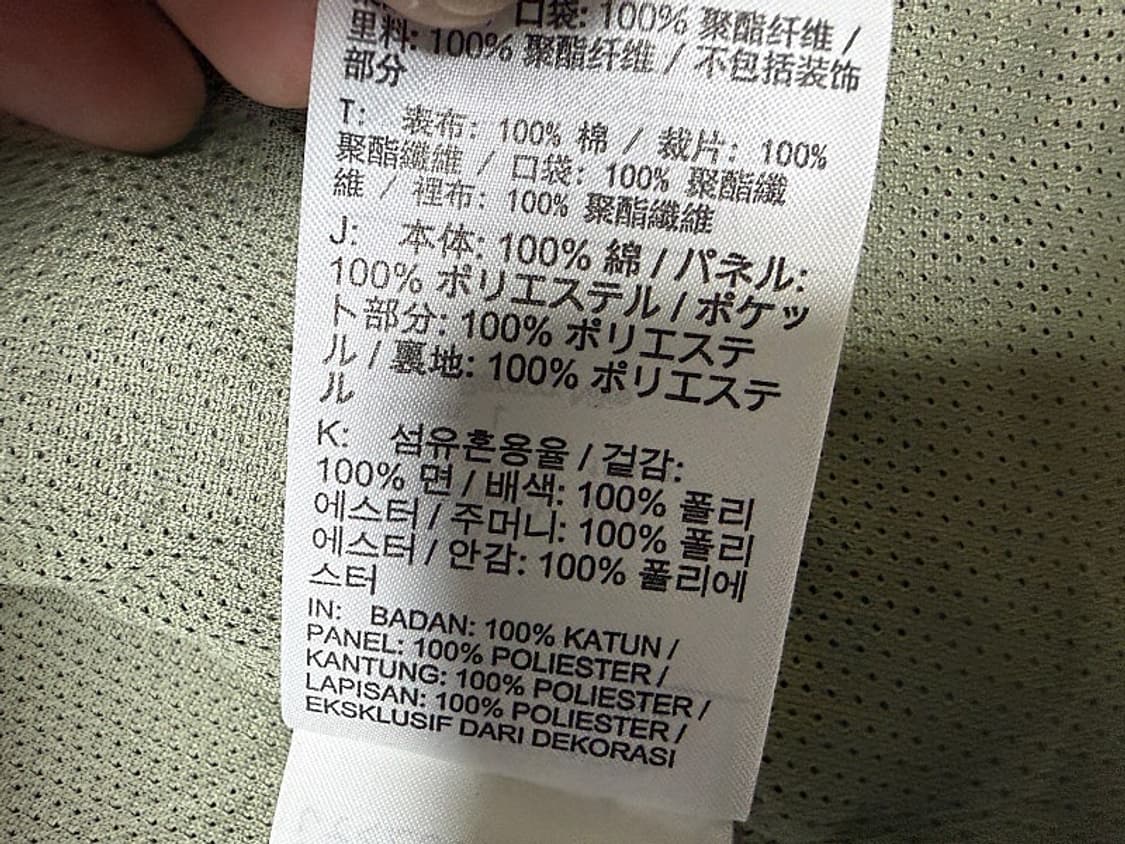 口袋: 100% 聚酯纤维 /
里料: 100% 聚酯纤维 / 不包括装饰
部分
T: 表布: 100% 棉 / 裁片: 100%
聚酯纖維 / 口袋: 100% 聚酯纖
維 / 裡布: 100% 聚酯纖維
J: 本体: 100% 綿 / パネル:
100% ポリエステル / ポケッ
ト部分: 100% ポリエステ
ル / 裏地: 100% ポリエステ
ル
K: 섬유혼용율 / 겉감:
100% 면 / 배색: 100% 폴리
에스터 / 주머니: 100% 폴리
에스터 / 안감: 100% 폴리에
스터
IN: BADAN: 100% KATUN /
PANEL: 100% POLIESTER /
KANTUNG: 100% POLIESTER /
LAPISAN: 100% POLIESTER /
EKSKLUSIF DARI DEKORASI